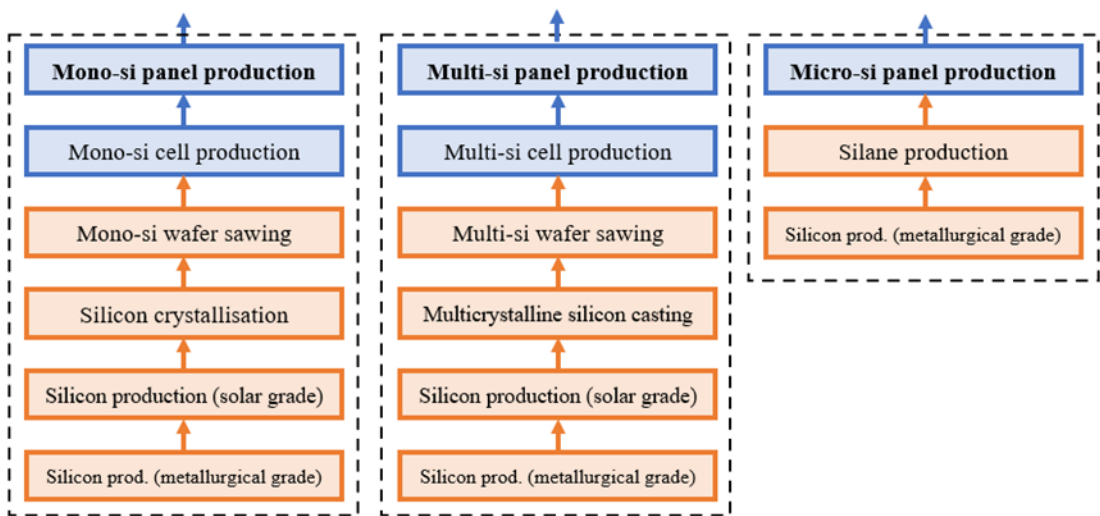 Mono-si panel production
Mono-si cell production
Mono-si wafer sawing
Silicon crystallisation
Silicon production (solar grade)
Silicon prod. (metallurgical grade)
Multi-si panel production
Multi-si cell production
Multi-si wafer sawing
Multicrystalline silicon casting
Silicon production (solar grade)
Silicon prod. (metallurgical grade)
Micro-si panel production
Silane production
Silicon prod. (metallurgical grade)